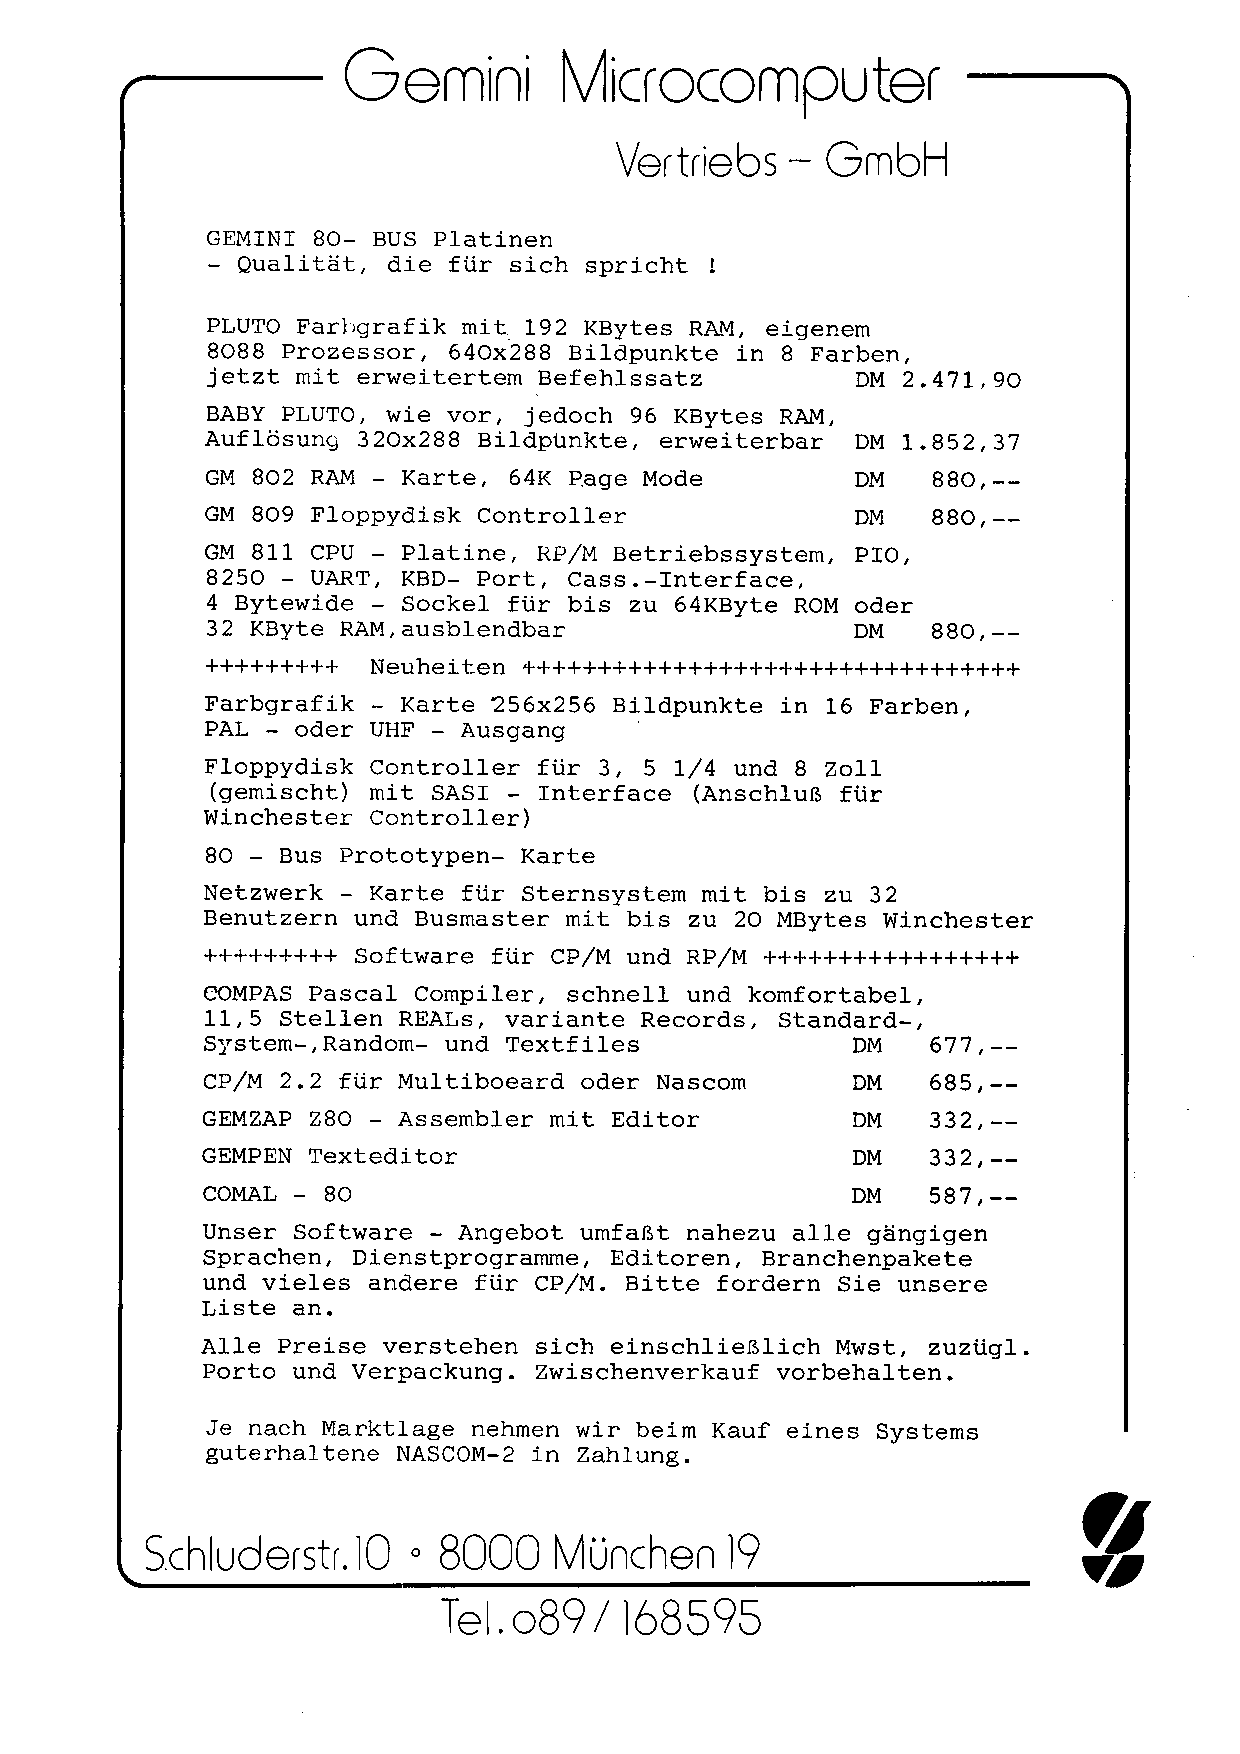 Gemini Microcomputer
Vertriebs - GmbH
GEMINI 80- BUS Platinen
- Qualität, die für sich spricht !
PLUTO Farbgrafik mit 192 KBytes RAM, eigenem
8088 Prozessor, 640x288 Bildpunkte in 8 Farben,
jetzt mit erweitertem Befehlssatz DM 2.471,90
BABY PLUTO, wie vor, jedoch 96 KBytes RAM,
Auflösung 320x288 Bildpunkte, erweiterbar DM 1.852,37
GM 802 RAM - Karte, 64K Page Mode DM 880,--
GM 809 Floppydisk Controller DM 880,--
GM 811 CPU - Platine, RP/M Betriebssystem, PIO,
8250 - UART, KBD- Port, Cass.-Interface,
4 Bytewide - Sockel für bis zu 64KByte ROM oder
32 KByte RAM,ausblendbar DM 880,--
+++++++++ Neuheiten +++++++++++++++++++++++++++++++++
Farbgrafik - Karte 256x256 Bildpunkte in 16 Farben,
PAL - oder UHF - Ausgang
Floppydisk Controller für 3, 5 1/4 und 8 Zoll
(gemischt) mit SASI - Interface (Anschluß für
Winchester Controller)
80 - Bus Prototypen- Karte
Netzwerk - Karte für Sternsystem mit bis zu 32
Benutzern und Busmaster mit bis zu 20 MBytes Winchester
+++++++++ Software für CP/M und RP/M +++++++++++++++++
COMPAS Pascal Compiler, schnell und komfortabel,
11,5 Stellen REALs, variante Records, Standard-,
System-,Random- und Textfiles DM 677,--
CP/M 2.2 für Multiboeard oder Nascom DM 685,--
GEMZAP Z80 - Assembler mit Editor DM 332,--
GEMPEN Texteditor DM 332,--
COMAL - 80 DM 587,--
Unser Software - Angebot umfaßt nahezu alle gängigen
Sprachen, Dienstprogramme, Editoren, Branchenpakete
und vieles andere für CP/M. Bitte fordern Sie unsere
Liste an.
Alle Preise verstehen sich einschließlich Mwst, zuzügl.
Porto und Verpackung. Zwischenverkauf vorbehalten.
Je nach Marktlage nehmen wir beim Kauf eines Systems
guterhaltene NASCOM-2 in Zahlung.
Schluderstr.10 ° 8000 München 19
Tel.o89/168595